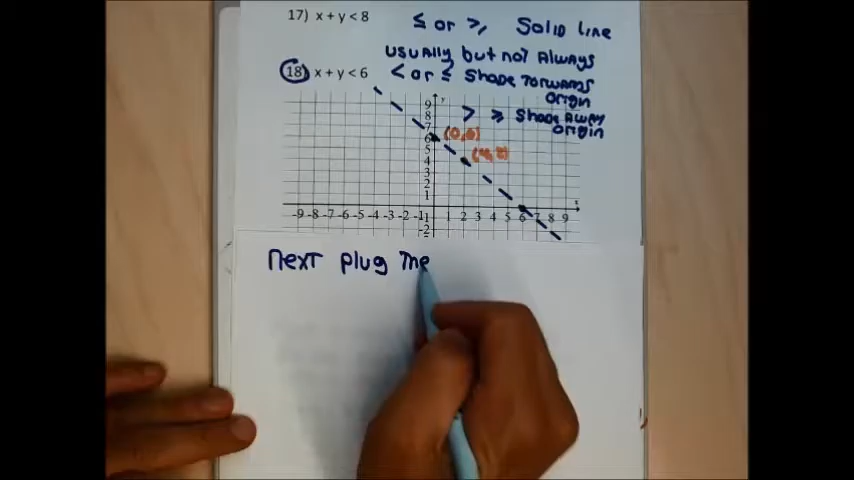 17) x + y < 8
≤ or ≥, Solid Line
usually but not Always
18) x + y < 6
< or ≤ Shade Towards
origin
> ≥ Shade Away
origin
y
9
8
7
6
5
4
3
2
1
(0,6)
(4,2)
x
-9 -8 -7 -6 -5 -4 -3 -2 -1 1 2 3 4 5 6 7 8 9
-1
-2
Next plug the